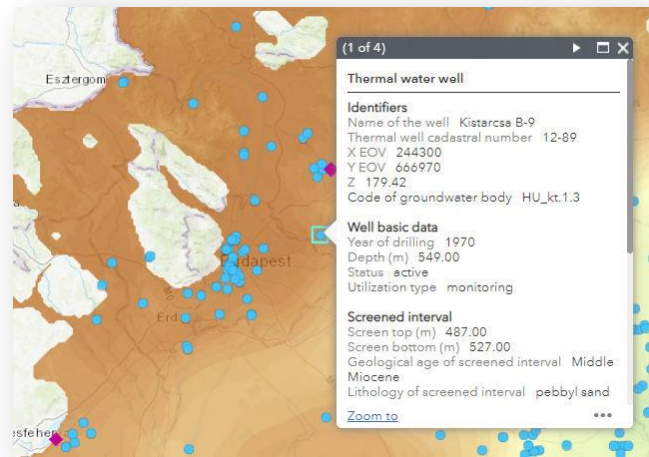 Esztergom
(1 of 4)
Thermal water well
Identifiers
Name of the well Kistarcsa B-9
Thermal well cadastral number 12-89
X EOV 244300
Y EOV 666970
Z 179.42
Code of groundwater body HU_kt.1.3
Well basic data
Year of drilling 1970
Depth (m) 549.00
Status active
Utilization type monitoring
Screened interval
Screen top (m) 487.00
Screen bottom (m) 527.00
Geological age of screened interval Middle
Miocene
Lithology of screened interval pebbyl sand
Zoom to
Budapest
M0
Erd
esfeher